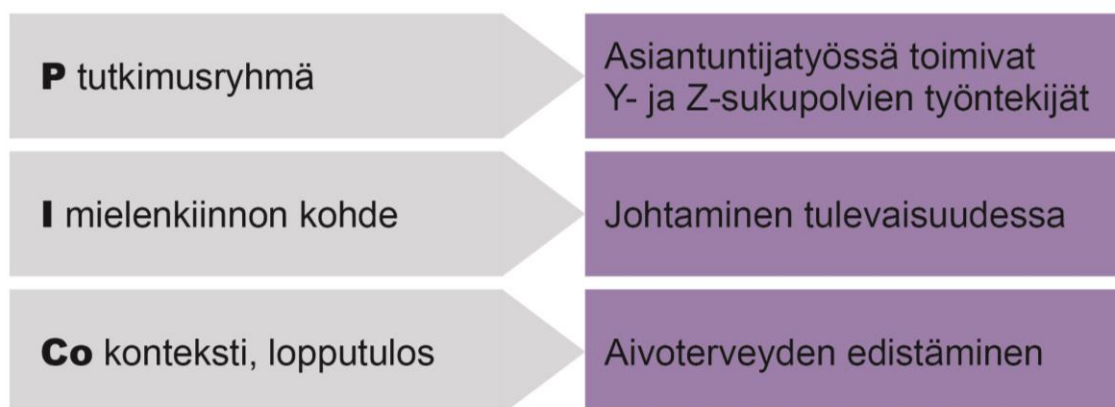 P tutkimusryhmä
Asiantuntijatyössä toimivat
Y- ja Z-sukupolvien työntekijät
I mielenkiinnon kohde
Johtaminen tulevaisuudessa
Co konteksti, lopputulos
Aivoterveyden edistäminen